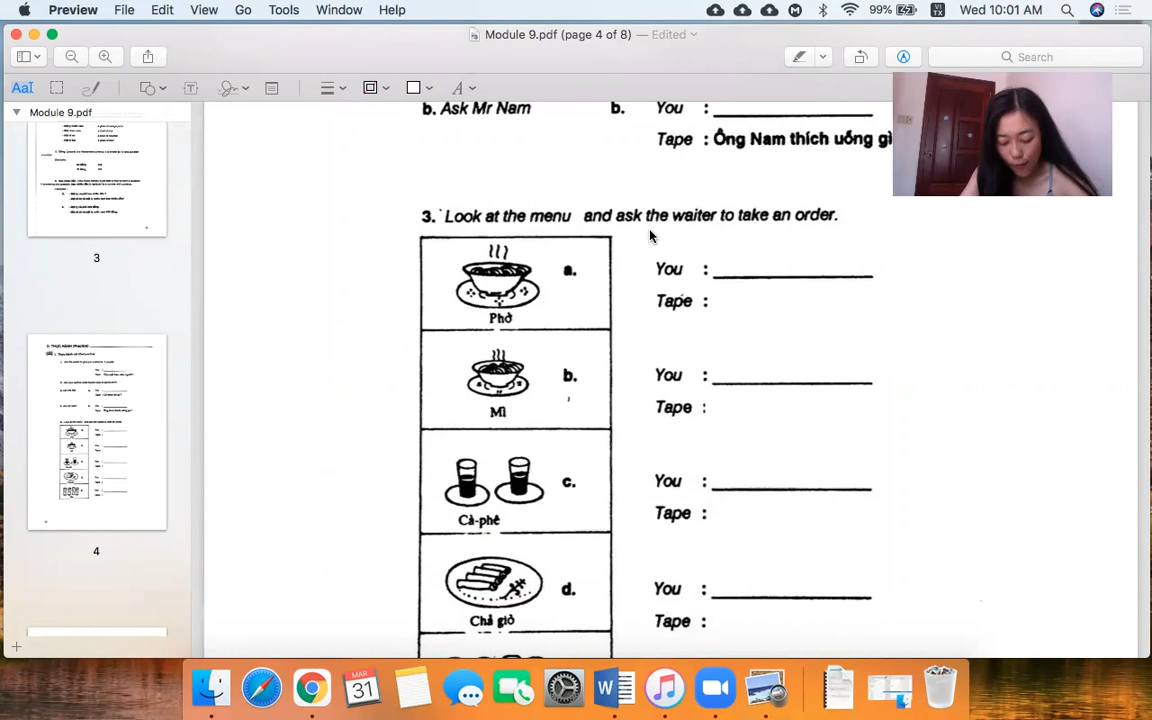 Preview File Edit View Go Tools Window Help 99% VI TX Wed 10:01 AM
Module 9.pdf (page 4 of 8) — Edited
Search
Module 9.pdf
3
4
b. Ask Mr Nam b. You :
Tape : Ông Nam thích uống gì
3. Look at the menu and ask the waiter to take an order.
a. You :
Phở Tape :
b. You :
Mì Tape :
c. You :
Cà-phê Tape :
d. You :
Chả giò Tape :
MAR
31